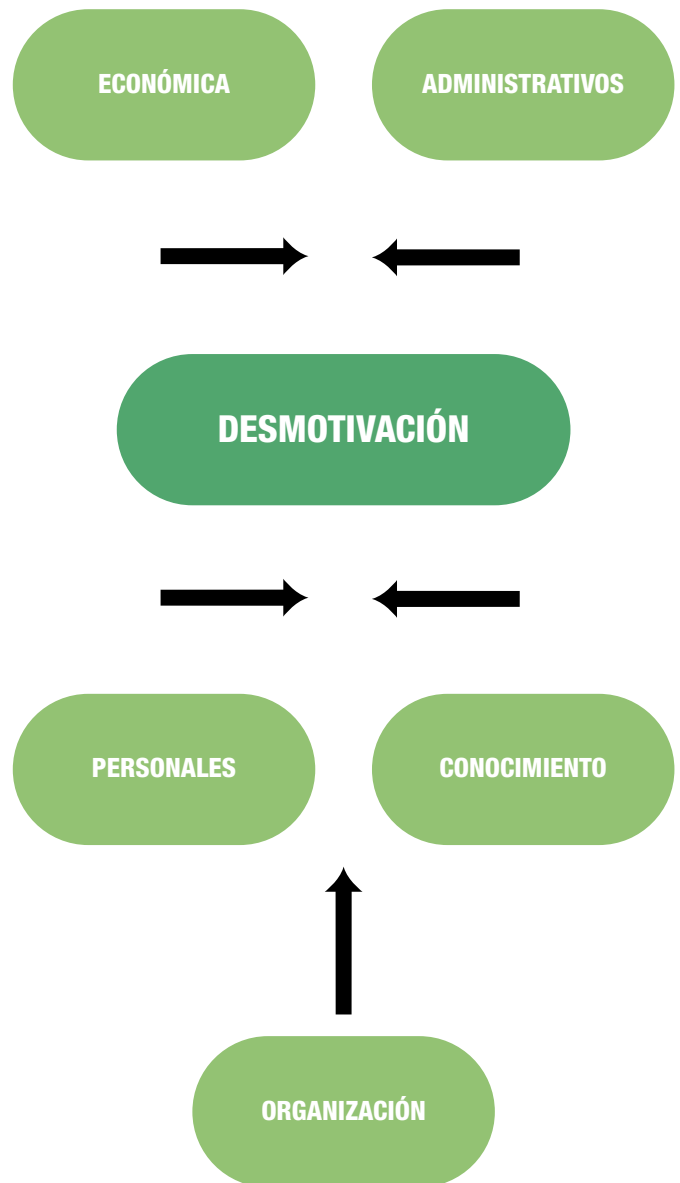 ECONÓMICA
ADMINISTRATIVOS
DESMOTIVACIÓN
PERSONALES
CONOCIMIENTO
ORGANIZACIÓN